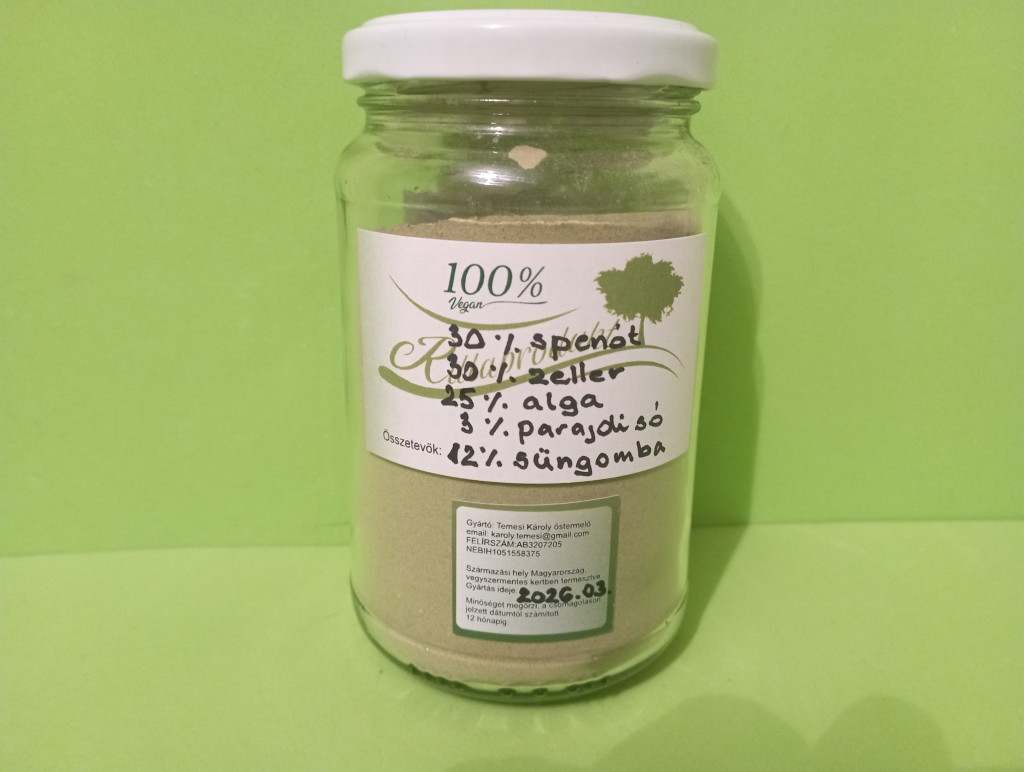 100%
Vegan
30 % spenót
30 % zeller
25 % alga
3 % parajdi só
Összetevők: 12% süngomba
Gyártó: Temesi Károly őstermelő
email: karoly.temesi@gmail.com
FELÍRSZÁM:AB3207205
NEBIH1051558375
Származási hely Magyarország,
vegyszermentes kertben termesztve
Gyártás ideje: 2026.03.
Minőségét megőrzi: a csomagoláson
jelzett dátumtól számított
12 hónapig